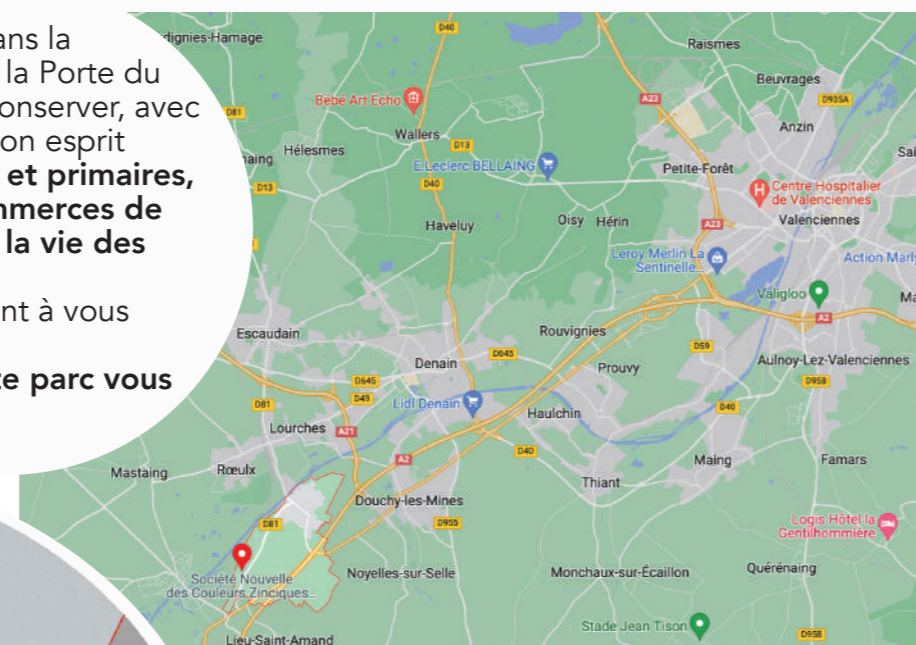 ans la
la Porte du
onserver, avec
on esprit
et primaires,
mmerces de
la vie des
nt à vous
te parc vous
dignies-Hamage
D40
Raismes
Beuvrages
Bébé Art Echo
A23
D935A
D81
Anzin
Wallers
D13
Hélesmes
haing
E.Leclerc BELLAING
Petite-Forêt
Sai
D13
D40
Centre Hospitalier
de Valenciennes
Haveluy
Oisy
Hérin
A23
Valenciennes
Leroy Merlin La
Sentinelle...
Action Marly
Valigloo
Ma
A2
Escaudain
Rouvignies
Denain
D645
D59
Prouvy
Aulnoy-Lez-Valenciennes
D645
D958
D49
D81
Lidl Denain
Haulchin
D40
Lourches
A21
D40
A2
Maing
Famars
Mastaing
Rœulx
Thiant
Douchy-les-Mines
D81
D955
Logis Hôtel la
Gentilhommière
Société Nouvelle
des Couleurs Zinciques...
Noyelles-sur-Selle
Monchaux-sur-Écaillon
Quérénaing
Stade Jean Tison
D958
Lieu-Saint-Amand